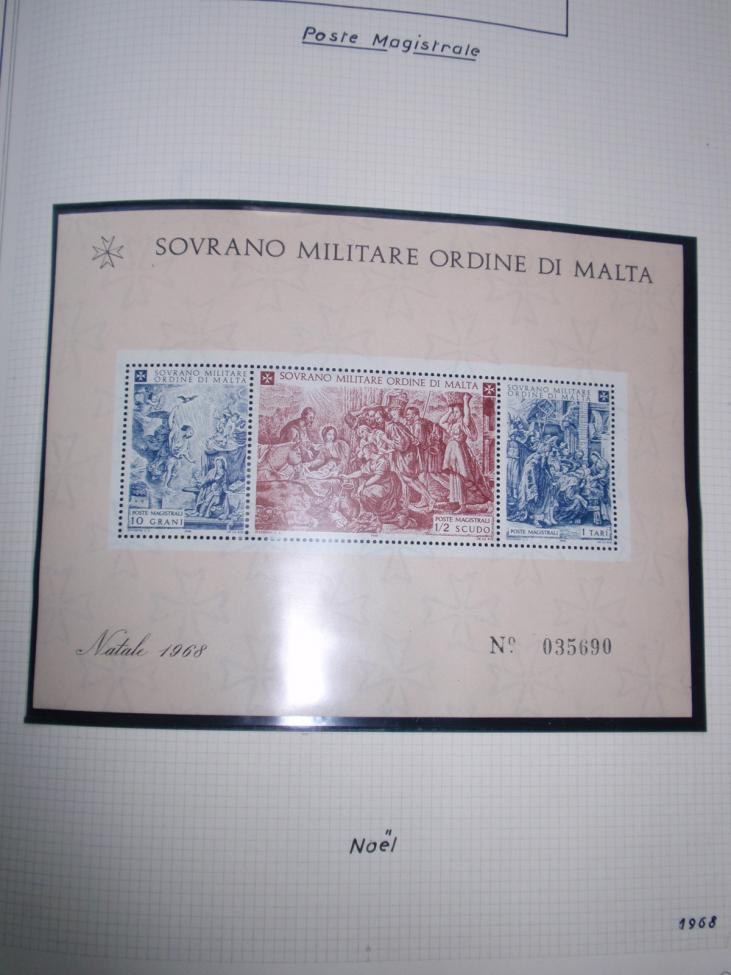 Poste Magistrale
SOVRANO MILITARE ORDINE DI MALTA
SOVRANO MILITARE
ORDINE DI MALTA
POSTE MAGISTRALI
10 GRANI
SOVRANO MILITARE ORDINE DI MALTA
POSTE MAGISTRALI
1/2 SCUDO
SOVRANO MILITARE
ORDINE DI MALTA
POSTE MAGISTRALI
1 TARI
Natale 1968
Nº 035690
Noël
1968